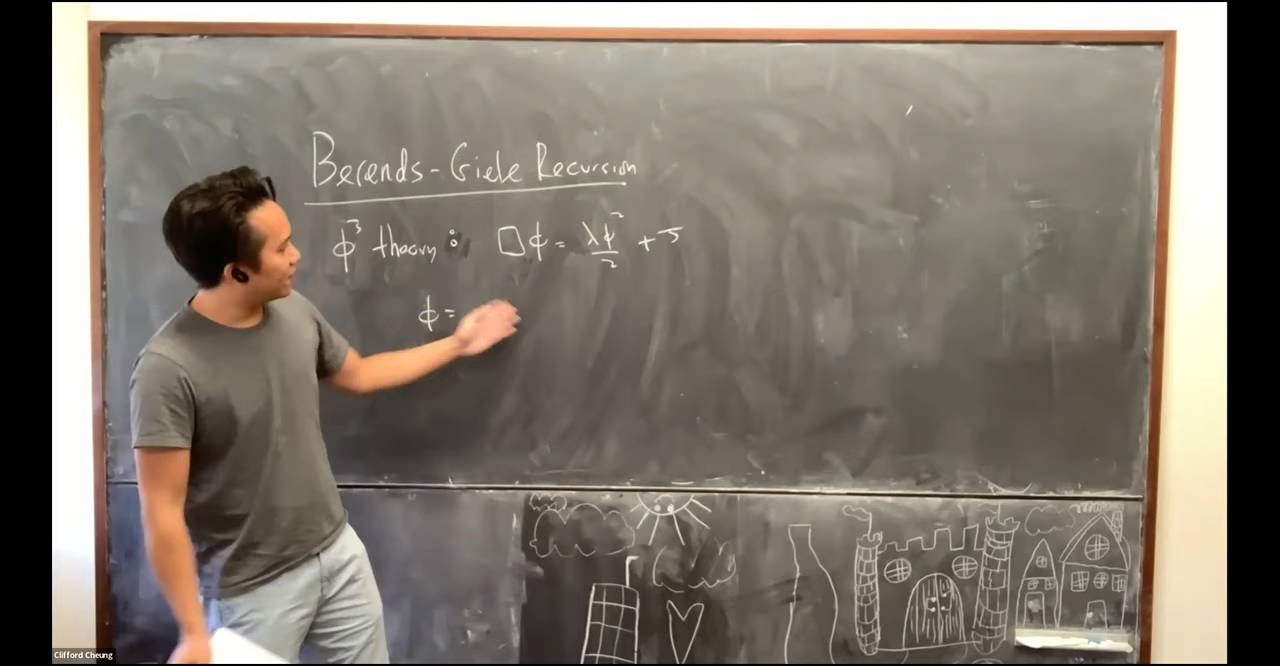 Berends-Giele Recursion
ϕ³ theory : □ϕ = λϕ²/2 + J
ϕ =
Clifford Cheung